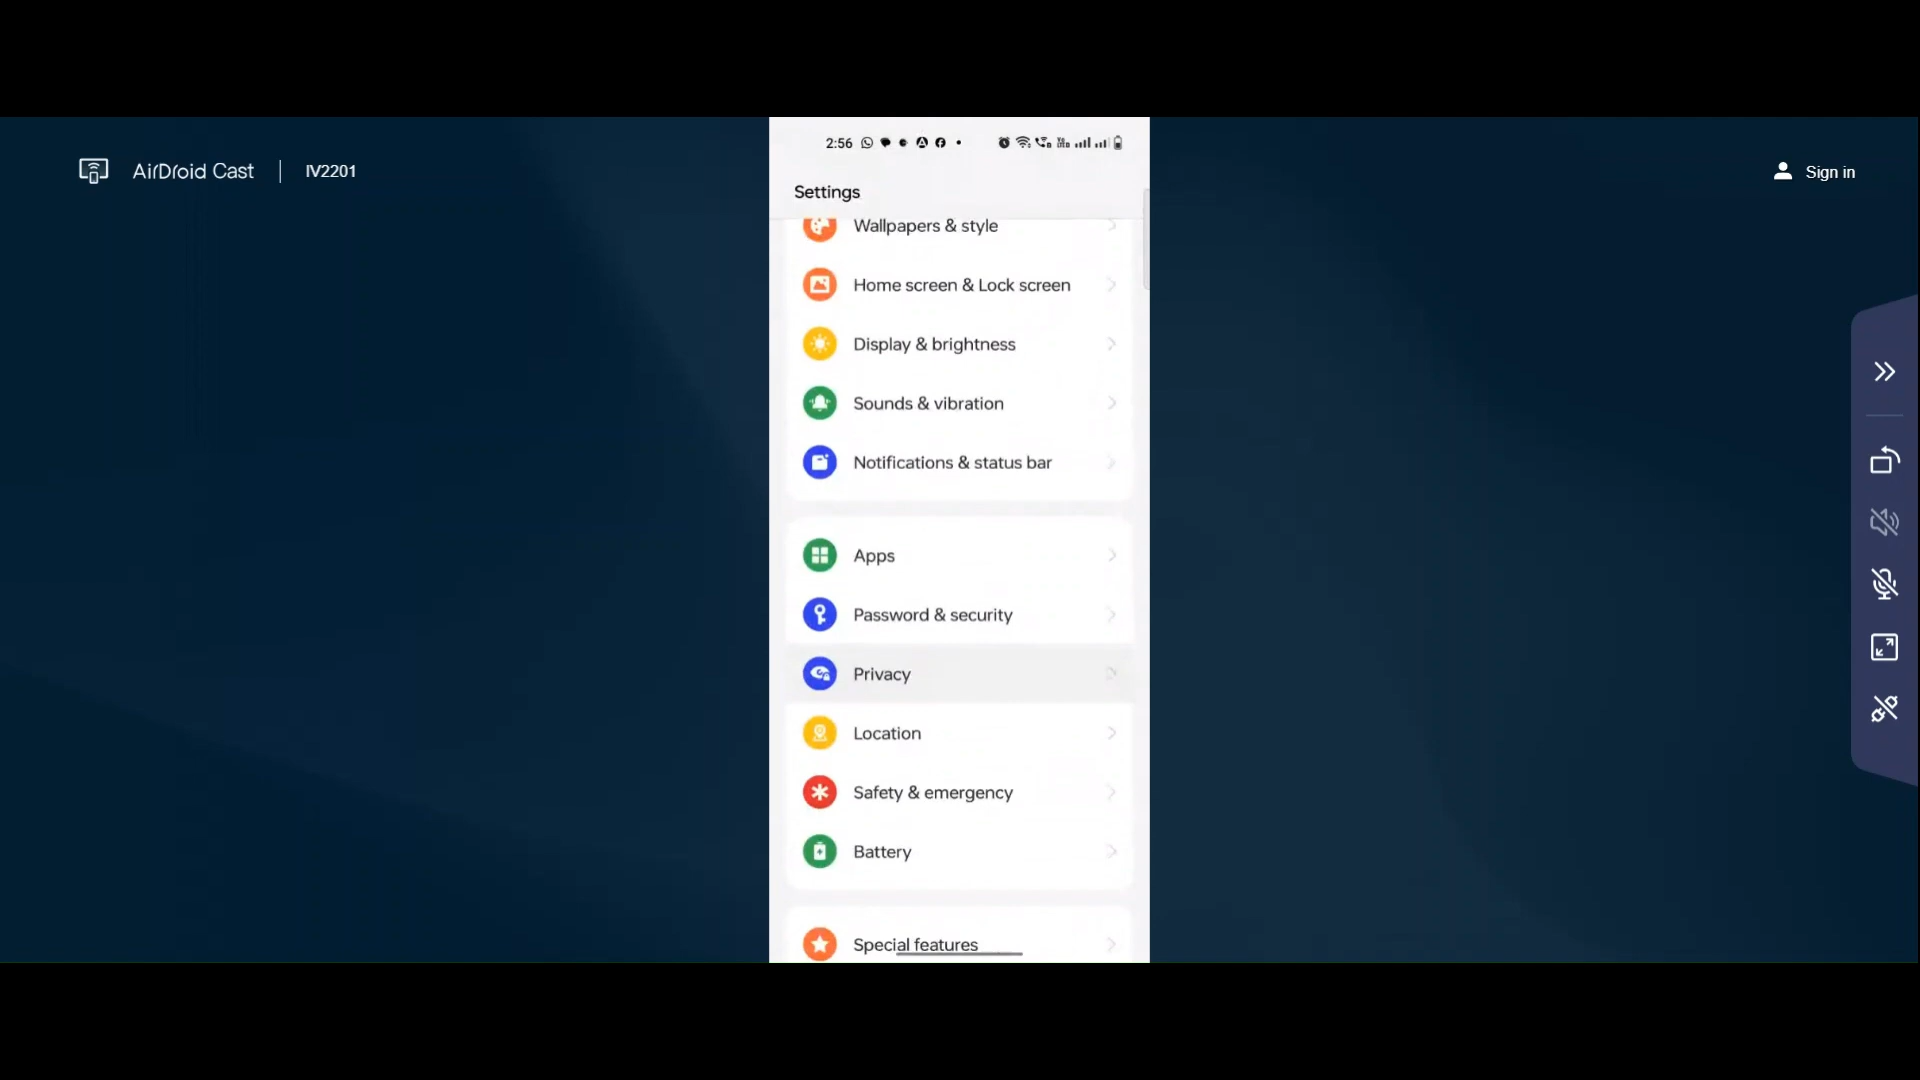 AirDroid Cast | IV2201
Sign in
2:56
Settings
Wallpapers & style
Home screen & Lock screen
Display & brightness
Sounds & vibration
Notifications & status bar
Apps
Password & security
Privacy
Location
Safety & emergency
Battery
Special features